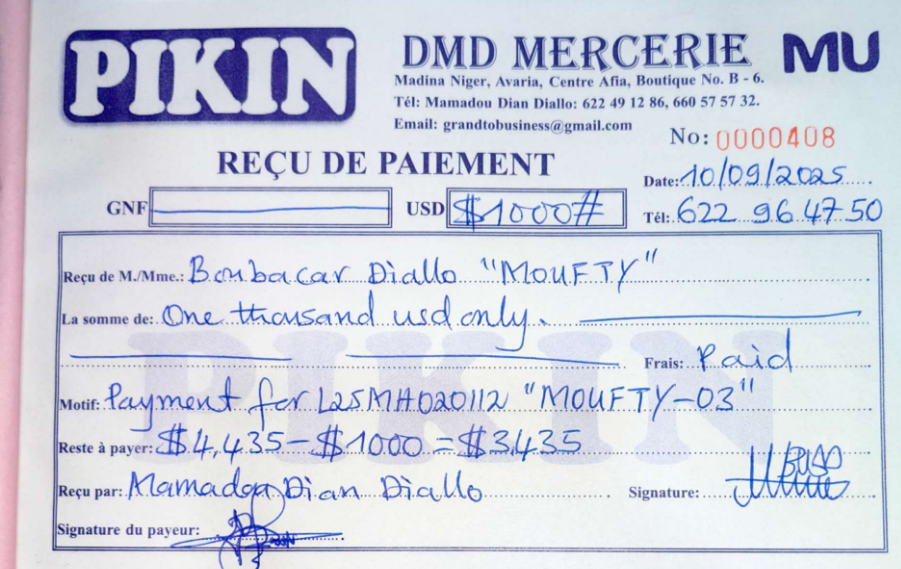 PIKIN
DMD MERCERIE MU
Madina Niger, Avaria, Centre Afia, Boutique No. B - 6.
Tél: Mamadou Dian Diallo: 622 49 12 86, 660 57 57 32.
Email: grandtobusiness@gmail.com
No: 0000408
REÇU DE PAIEMENT
Date: 10/09/2025
GNF USD $1000#
Tél: 622 96 47 50
Reçu de M./Mme.: Boubacar Diallo "MOUFTY"
La somme de: One thousand usd only.
Frais: Paid
Motif: Payment for L25MH020112 "MOUFTY-03"
Reste à payer: $4,435-$1000=$3435
Reçu par: Mamadou Dian Diallo Signature:
Signature du payeur:
PIKIN